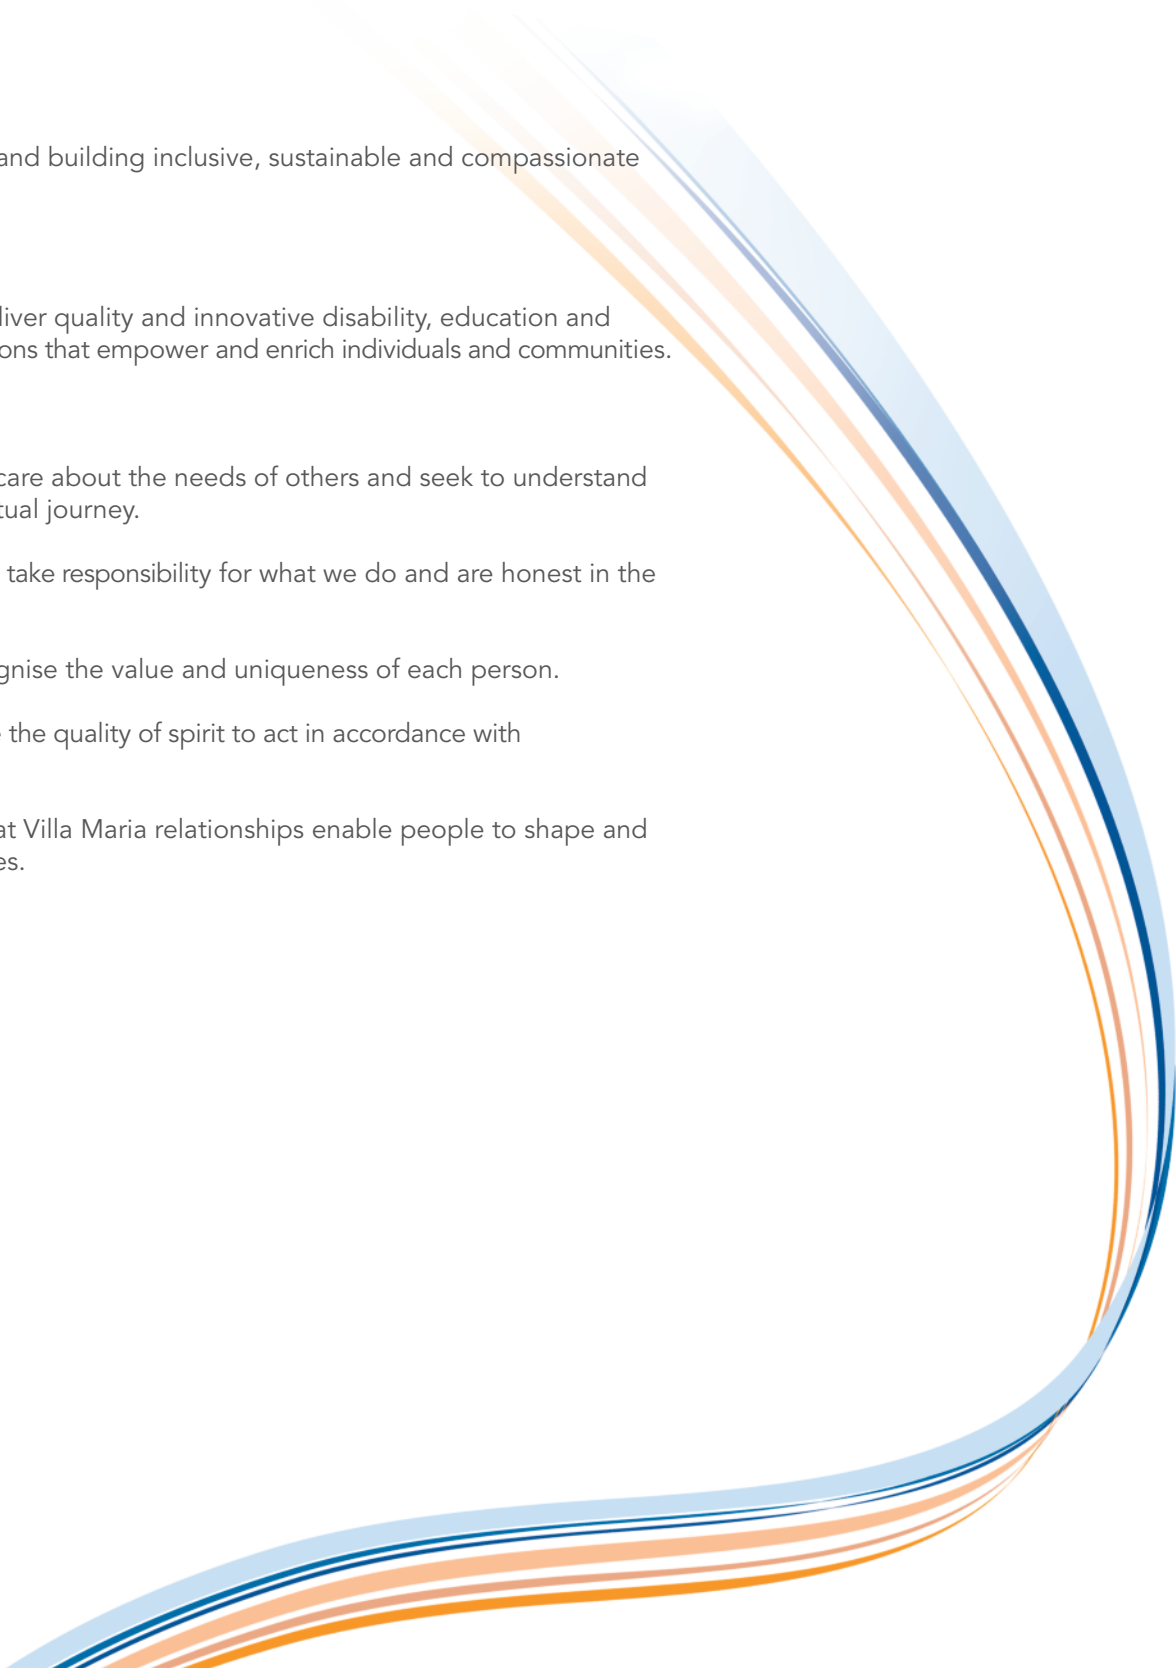 and building inclusive, sustainable and compassionate
liver quality and innovative disability, education and
ons that empower and enrich individuals and communities.
care about the needs of others and seek to understand
tual journey.
take responsibility for what we do and are honest in the
gnise the value and uniqueness of each person.
the quality of spirit to act in accordance with
at Villa Maria relationships enable people to shape and
es.